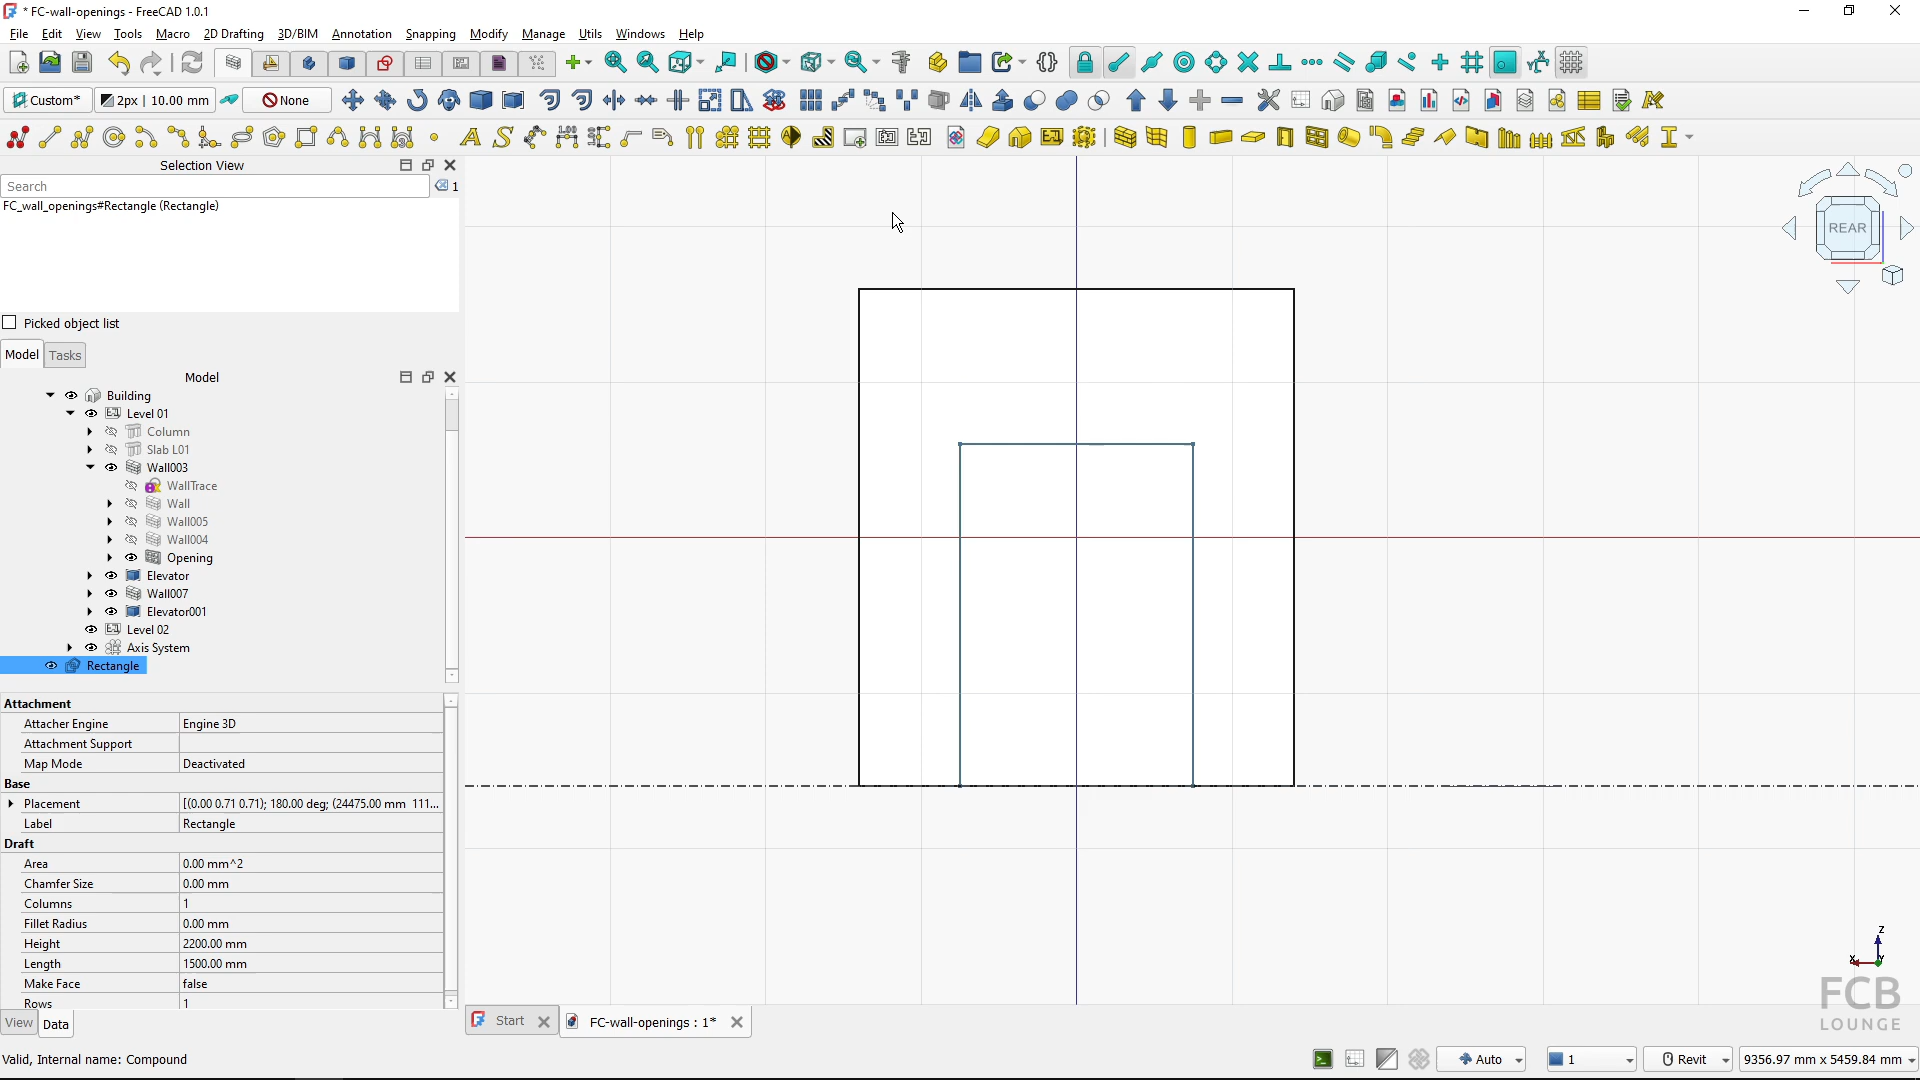 * FC-wall-openings - FreeCAD 1.0.1
File Edit View Tools Macro 2D Drafting 3D/BIM Annotation Snapping Modify Manage Utils Windows Help
Custom* 2px | 10.00 mm None
Selection View
Search 1
FC_wall_openings#Rectangle (Rectangle)
Picked object list
Model Tasks
Model
Building
Level 01
Column
Slab L01
Wall003
WallTrace
Wall
Wall005
Wall004
Opening
Elevator
Wall007
Elevator001
Level 02
Axis System
Rectangle
Attachment
Attacher Engine Engine 3D
Attachment Support
Map Mode Deactivated
Base
Placement [(0.00 0.71 0.71); 180.00 deg; (24475.00 mm 111...
Label Rectangle
Draft
Area 0.00 mm^2
Chamfer Size 0.00 mm
Columns 1
Fillet Radius 0.00 mm
Height 2200.00 mm
Length 1500.00 mm
Make Face false
Rows 1
View Data
REAR
Z
X
Y
FCB
LOUNGE
Start FC-wall-openings : 1*
Valid, Internal name: Compound
Auto 1 Revit 9356.97 mm x 5459.84 mm